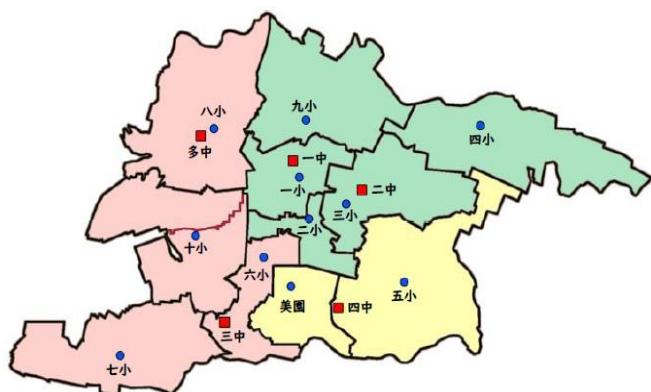 八小
多中
九小
四小
一中
一小
二中
三小
二小
十小
六小
美園
五小
四中
三中
七小